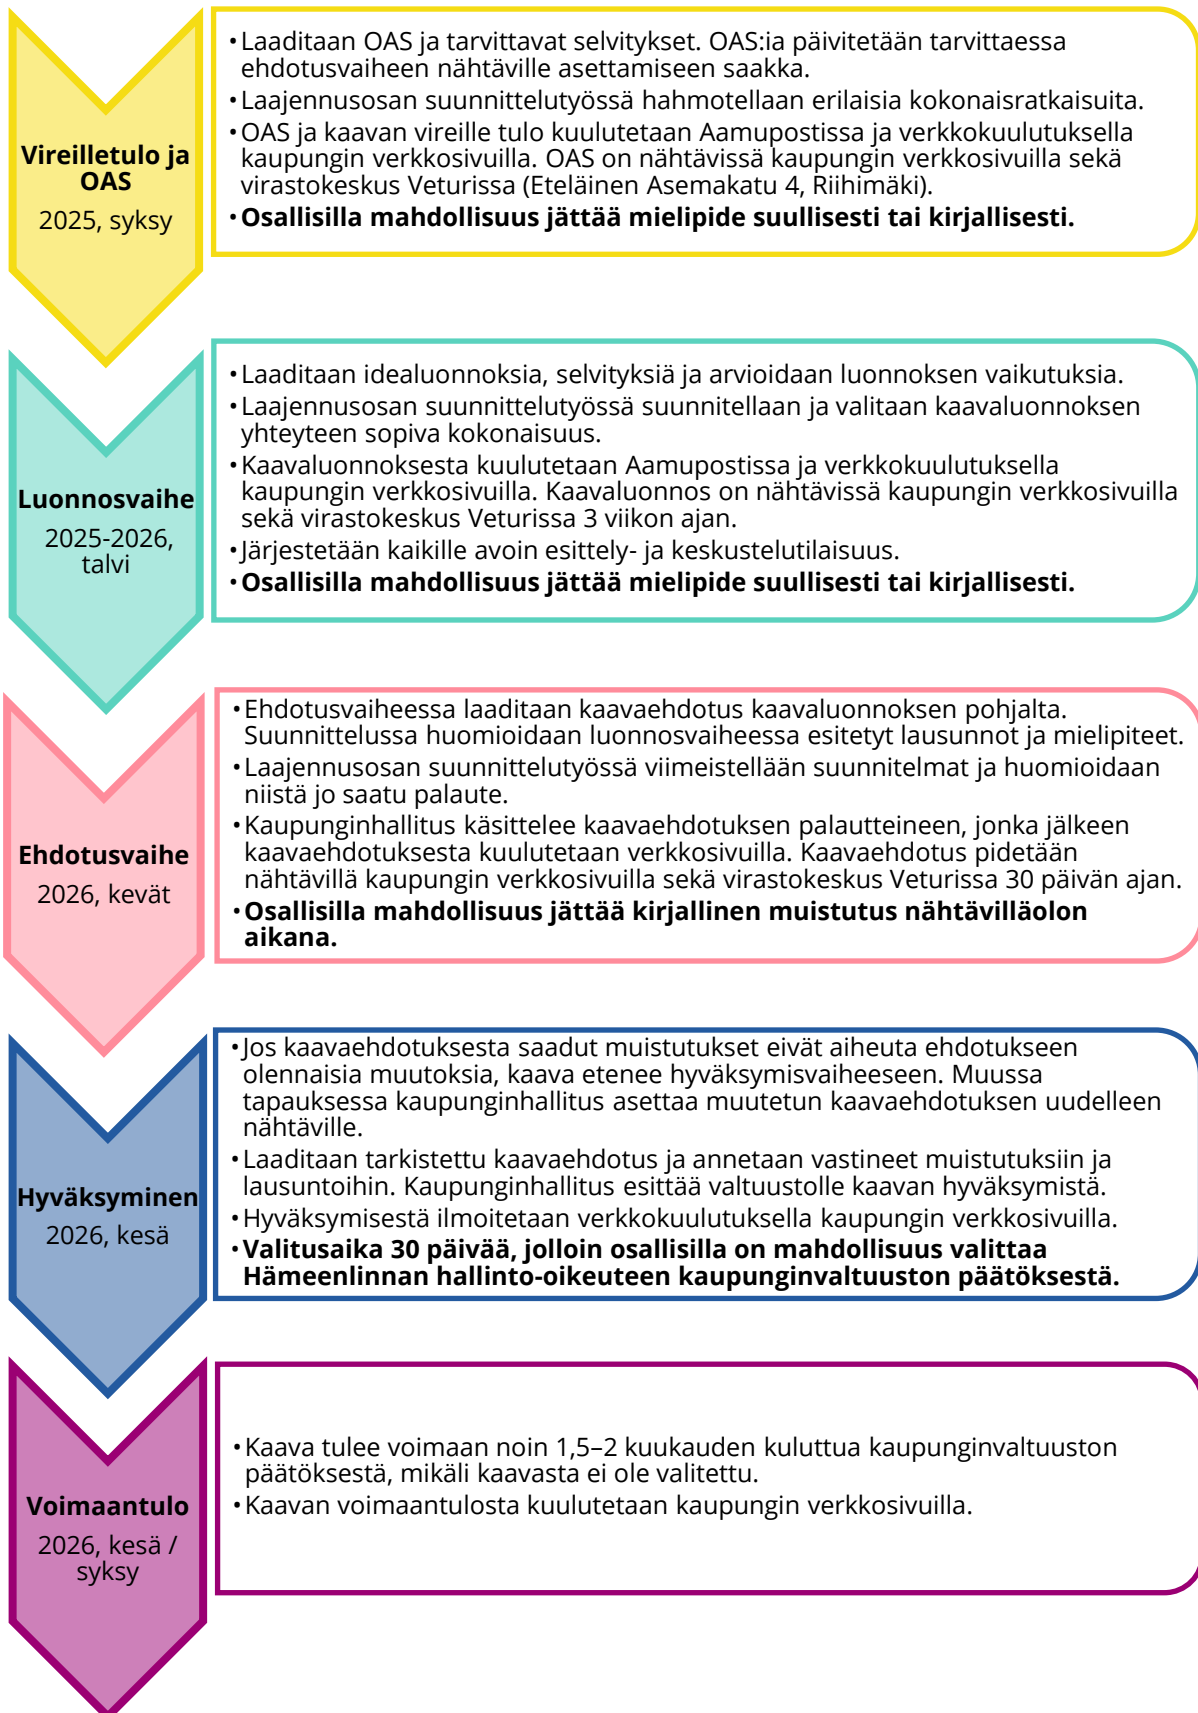 Vireilletulo ja
OAS
2025, syksy
•Laaditaan OAS ja tarvittavat selvitykset. OAS:ia päivitetään tarvittaessa
ehdotusvaiheen nähtäville asettamiseen saakka.
•Laajennusosan suunnittelutyössä hahmotellaan erilaisia kokonaisratkaisuita.
•OAS ja kaavan vireille tulo kuulutetaan Aamupostissa ja verkkokuulutuksella
kaupungin verkkosivuilla. OAS on nähtävissä kaupungin verkkosivuilla sekä
virastokeskus Veturissa (Eteläinen Asemakatu 4, Riihimäki).
•Osallisilla mahdollisuus jättää mielipide suullisesti tai kirjallisesti.
Luonnosvaihe
2025-2026,
talvi
•Laaditaan idealuonnoksia, selvityksiä ja arvioidaan luonnoksen vaikutuksia.
•Laajennusosan suunnittelutyössä suunnitellaan ja valitaan kaavaluonnoksen
yhteyteen sopiva kokonaisuus.
•Kaavaluonnoksesta kuulutetaan Aamupostissa ja verkkokuulutuksella
kaupungin verkkosivuilla. Kaavaluonnos on nähtävissä kaupungin verkkosivuilla
sekä virastokeskus Veturissa 3 viikon ajan.
•Järjestetään kaikille avoin esittely- ja keskustelutilaisuus.
•Osallisilla mahdollisuus jättää mielipide suullisesti tai kirjallisesti.
Ehdotusvaihe
2026, kevät
•Ehdotusvaiheessa laaditaan kaavaehdotus kaavaluonnoksen pohjalta.
Suunnittelussa huomioidaan luonnosvaiheessa esitetyt lausunnot ja mielipiteet.
•Laajennusosan suunnittelutyössä viimeistellään suunnitelmat ja huomioidaan
niistä jo saatu palaute.
•Kaupunginhallitus käsittelee kaavaehdotuksen palautteineen, jonka jälkeen
kaavaehdotuksesta kuulutetaan verkkosivuilla. Kaavaehdotus pidetään
nähtävillä kaupungin verkkosivuilla sekä virastokeskus Veturissa 30 päivän ajan.
•Osallisilla mahdollisuus jättää kirjallinen muistutus nähtävilläolon
aikana.
Hyväksyminen
2026, kesä
•Jos kaavaehdotuksesta saadut muistutukset eivät aiheuta ehdotukseen
olennaisia muutoksia, kaava etenee hyväksymisvaiheeseen. Muussa
tapauksessa kaupunginhallitus asettaa muutetun kaavaehdotuksen uudelleen
nähtäville.
•Laaditaan tarkistettu kaavaehdotus ja annetaan vastineet muistutuksiin ja
lausuntoihin. Kaupunginhallitus esittää valtuustolle kaavan hyväksymistä.
•Hyväksymisestä ilmoitetaan verkkokuulutuksella kaupungin verkkosivuilla.
•Valitusaika 30 päivää, jolloin osallisilla on mahdollisuus valittaa
Hämeenlinnan hallinto-oikeuteen kaupunginvaltuuston päätöksestä.
Voimaantulo
2026, kesä /
syksy
•Kaava tulee voimaan noin 1,5–2 kuukauden kuluttua kaupunginvaltuuston
päätöksestä, mikäli kaavasta ei ole valitettu.
•Kaavan voimaantulosta kuulutetaan kaupungin verkkosivuilla.